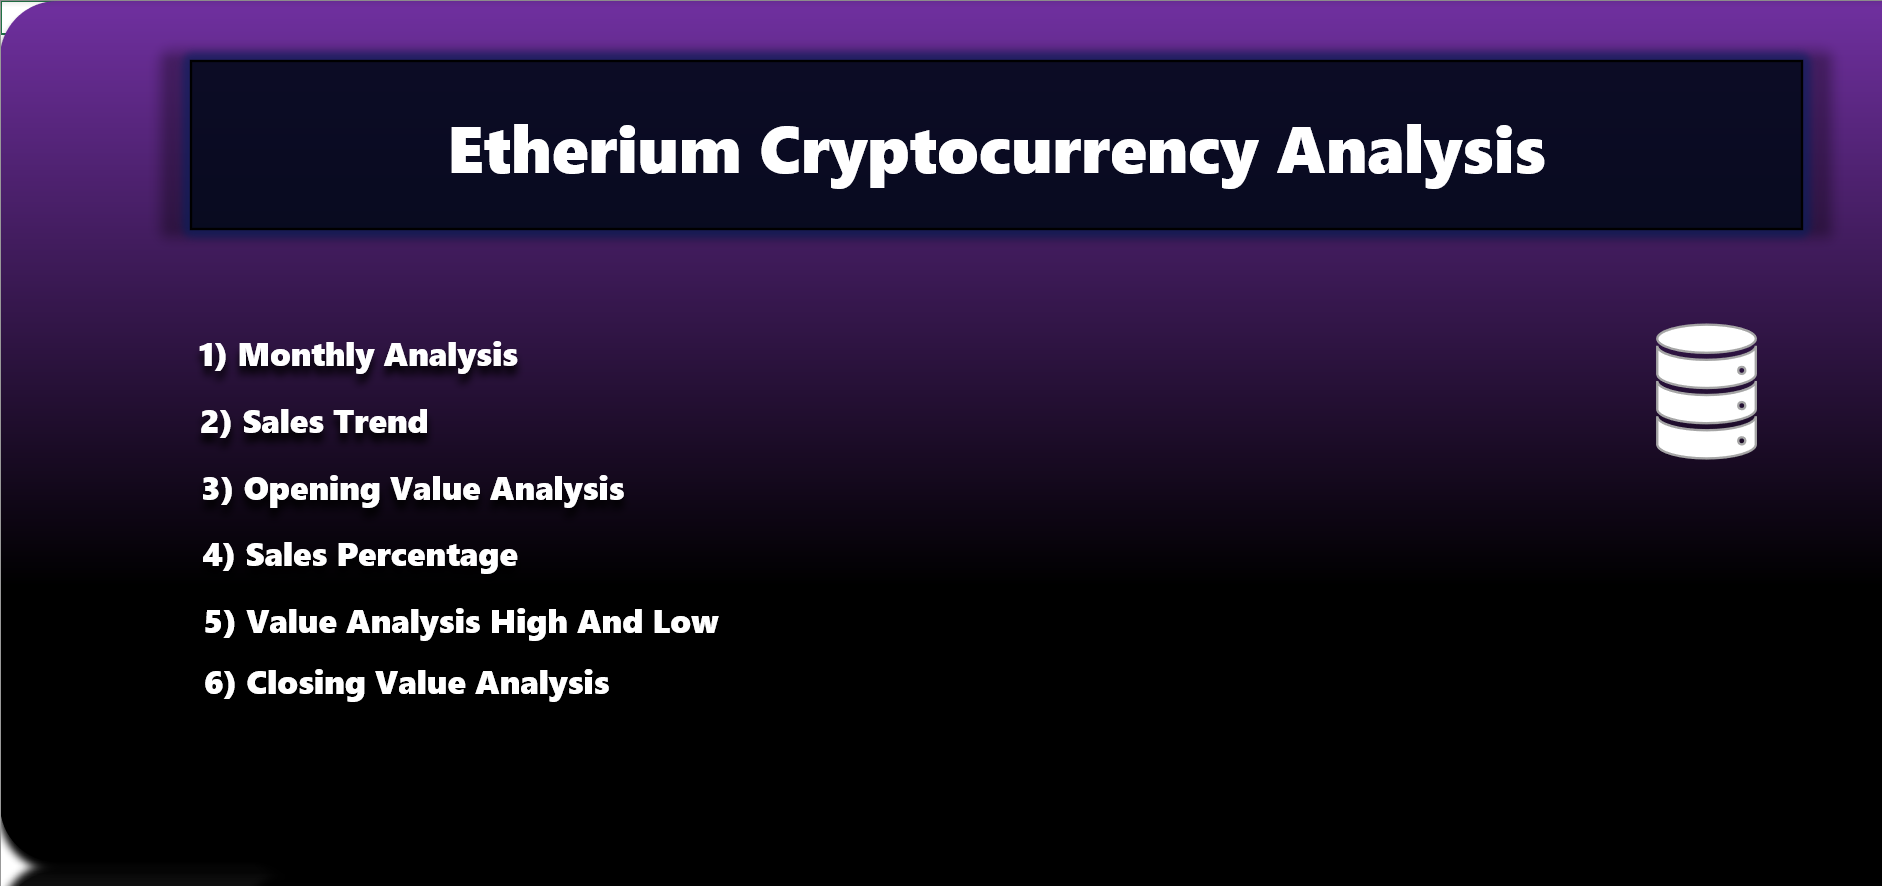 Etherium Cryptocurrency Analysis
1) Monthly Analysis
2) Sales Trend
3) Opening Value Analysis
4) Sales Percentage
5) Value Analysis High And Low
6) Closing Value Analysis